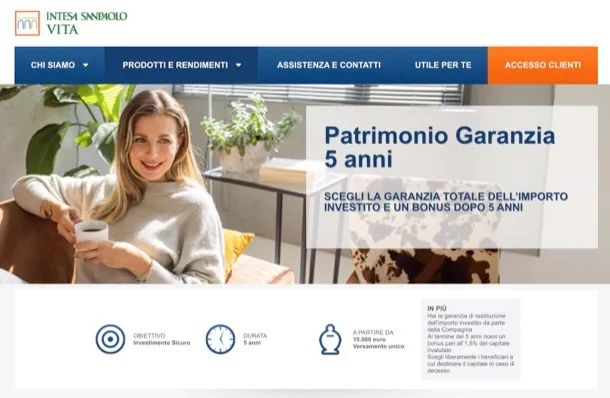 INTESA SANPAOLO
VITA
CHI SIAMO
PRODOTTI E RENDIMENTI
ASSISTENZA E CONTATTI
UTILE PER TE
ACCESSO CLIENTI
Patrimonio Garanzia
5 anni
SCEGLI LA GARANZIA TOTALE DELL'IMPORTO
INVESTITO E UN BONUS DOPO 5 ANNI
OBIETTIVO
Investimento Sicuro
DURATA
5 anni
A PARTIRE DA
10.000 euro
Versamento unico
IN PIÙ
Hai la garanzia di restituzione
dell'importo investito da parte
della Compagnia
Al termine dei 5 anni ricevi un
bonus pari all'1,5% del capitale
rivalutato
Scegli liberamente i beneficiari a
cui destinare il capitale in caso di
decesso